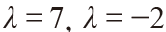 λ = 7, λ = −2